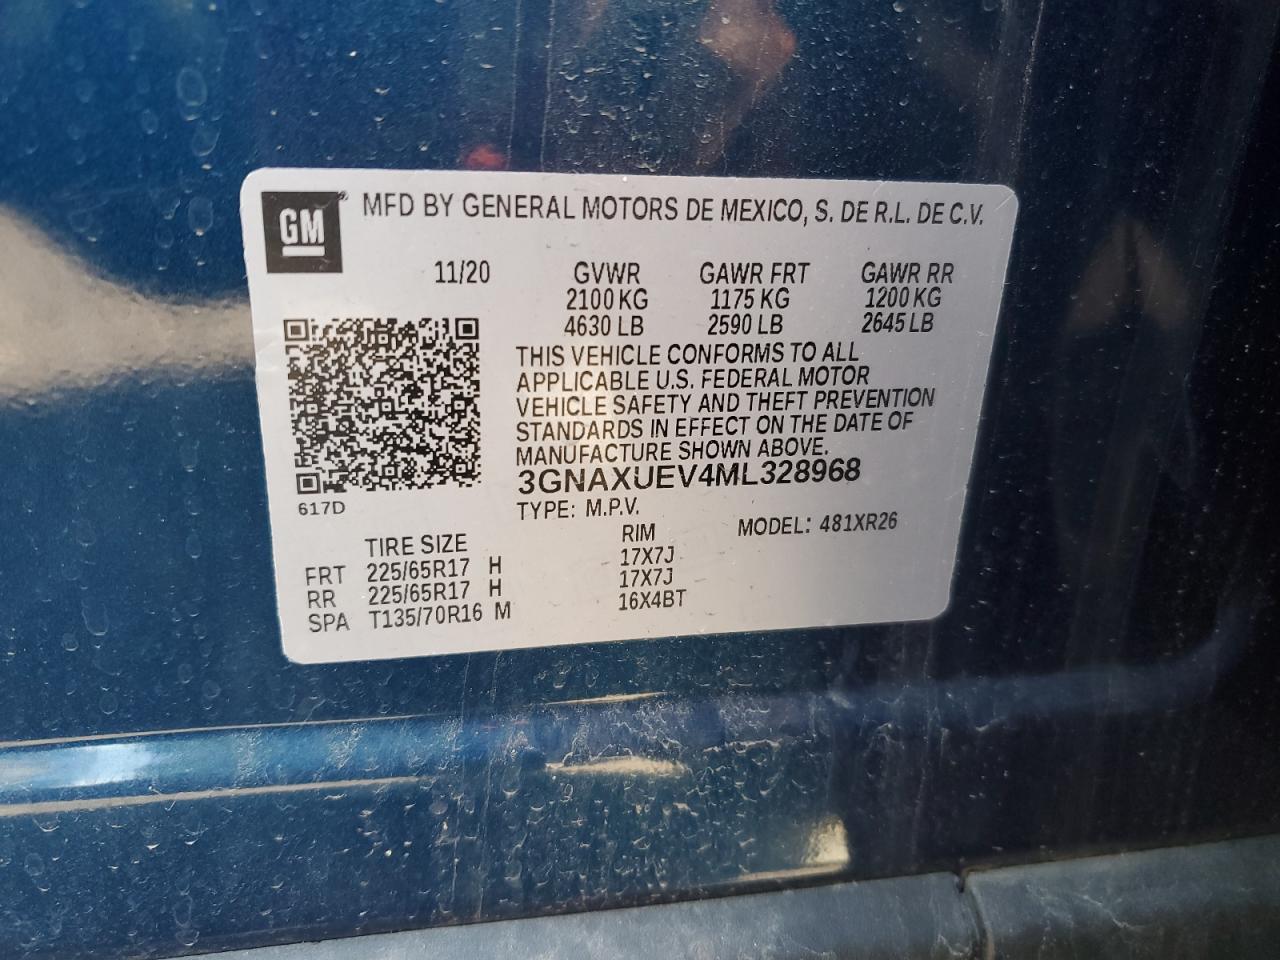 GM® MFD BY GENERAL MOTORS DE MEXICO, S. DE R.L. DE C.V.
11/20 GVWR GAWR FRT GAWR RR
2100 KG 1175 KG 1200 KG
4630 LB 2590 LB 2645 LB
THIS VEHICLE CONFORMS TO ALL
APPLICABLE U.S. FEDERAL MOTOR
VEHICLE SAFETY AND THEFT PREVENTION
STANDARDS IN EFFECT ON THE DATE OF
MANUFACTURE SHOWN ABOVE.
3GNAXUEV4ML328968
617D
TYPE: M.P.V. MODEL: 481XR26
TIRE SIZE RIM
FRT 225/65R17 H 17X7J
RR 225/65R17 H 17X7J
SPA T135/70R16 M 16X4BT